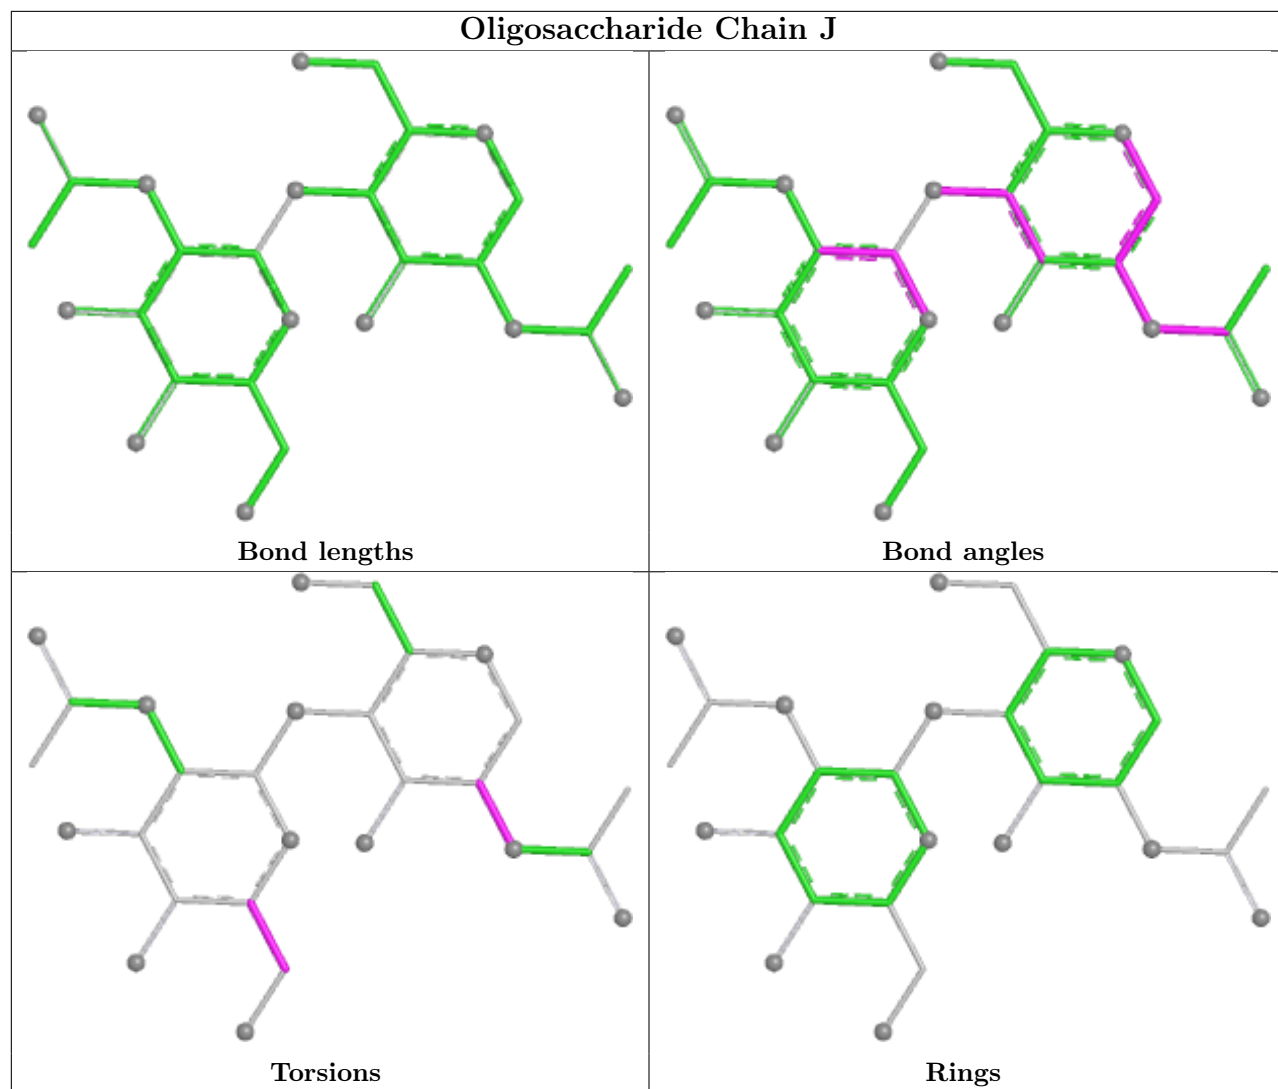 Oligosaccharide Chain J
Bond lengths
Bond angles
Torsions
Rings